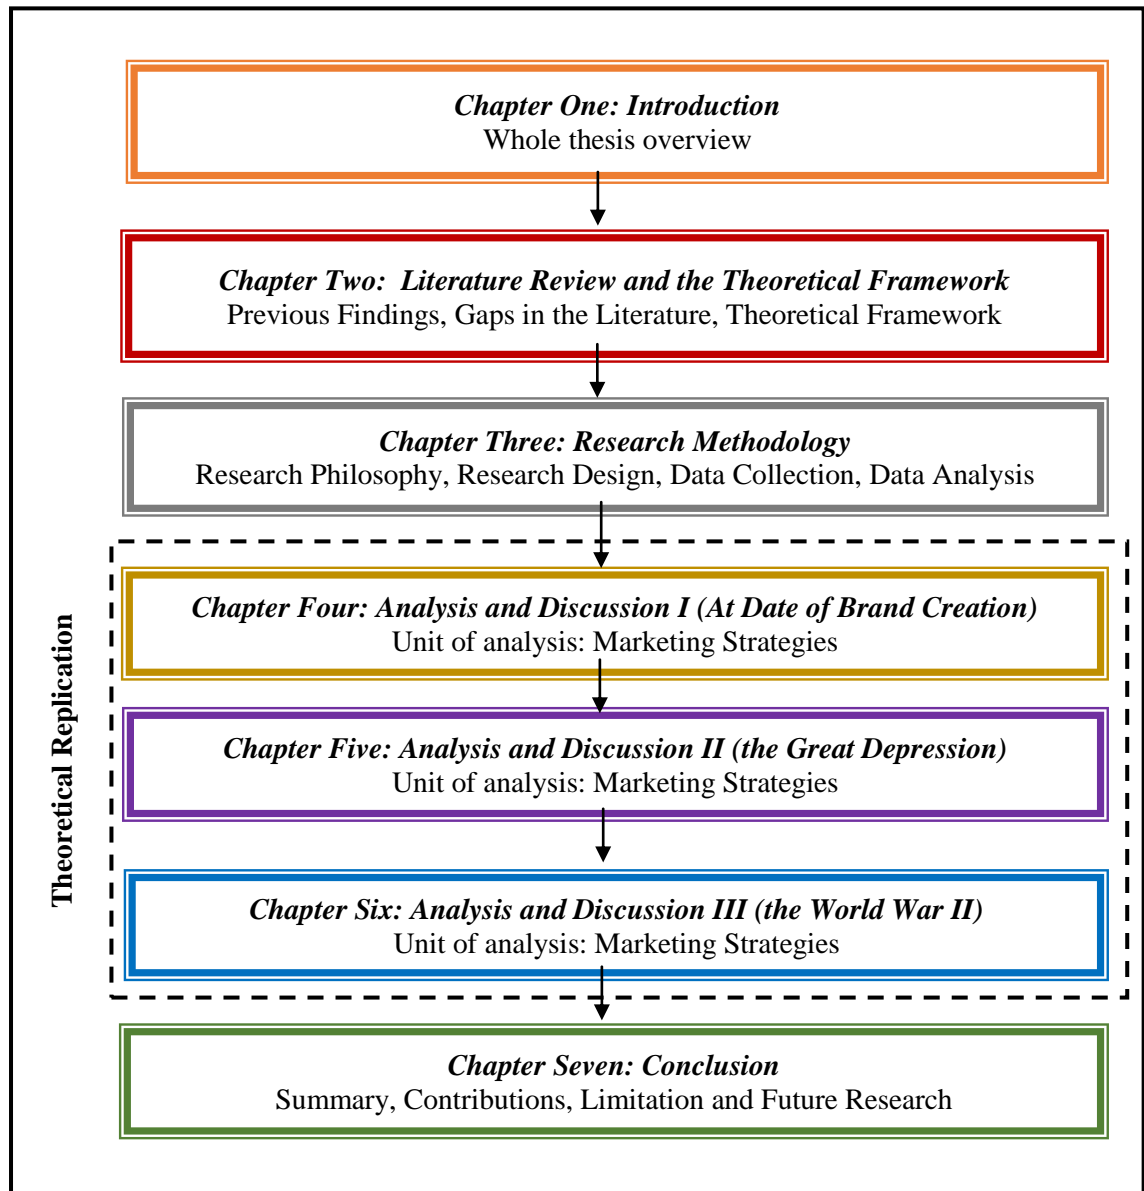 Chapter One: Introduction
Whole thesis overview
Chapter Two:  Literature Review and the Theoretical Framework
Previous Findings, Gaps in the Literature, Theoretical Framework
Chapter Three: Research Methodology
Research Philosophy, Research Design, Data Collection, Data Analysis
Theoretical Replication
Chapter Four: Analysis and Discussion I (At Date of Brand Creation)
Unit of analysis: Marketing Strategies
Chapter Five: Analysis and Discussion II (the Great Depression)
Unit of analysis: Marketing Strategies
Chapter Six: Analysis and Discussion III (the World War II)
Unit of analysis: Marketing Strategies
Chapter Seven: Conclusion
Summary, Contributions, Limitation and Future Research